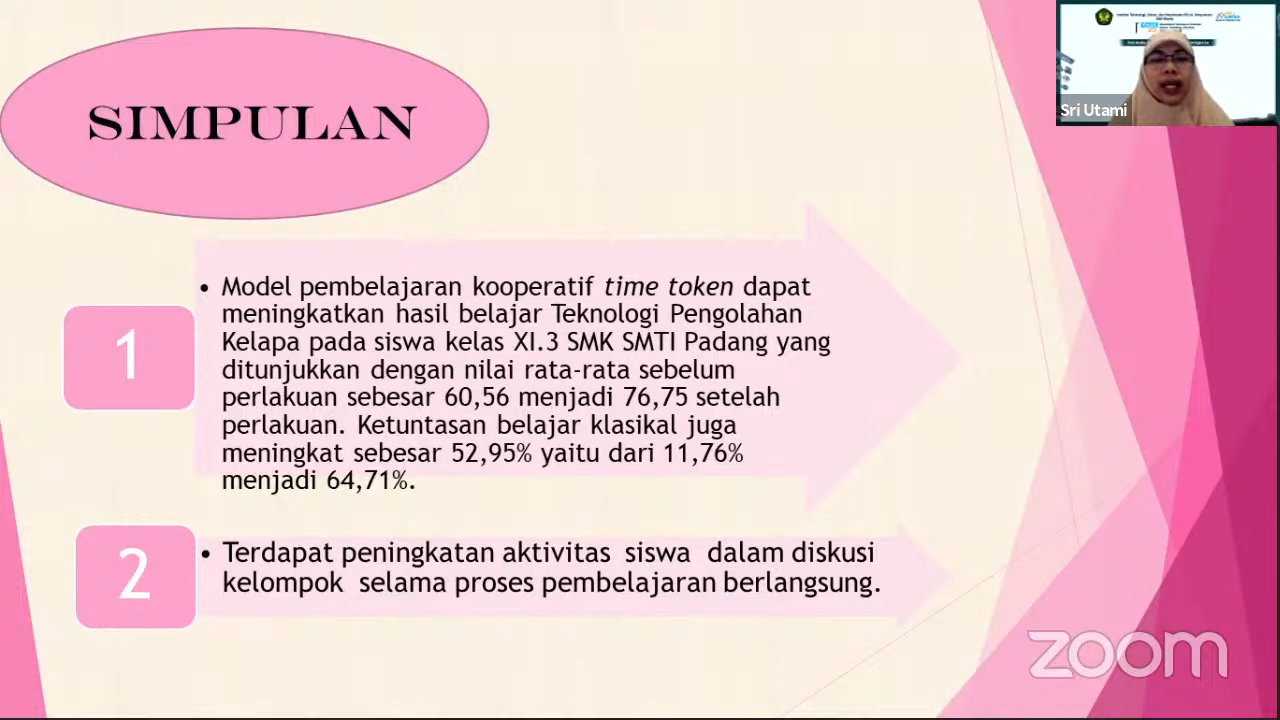 SIMPULAN
1
• Model pembelajaran kooperatif time token dapat
meningkatkan hasil belajar Teknologi Pengolahan
Kelapa pada siswa kelas XI.3 SMK SMTI Padang yang
ditunjukkan dengan nilai rata-rata sebelum
perlakuan sebesar 60,56 menjadi 76,75 setelah
perlakuan. Ketuntasan belajar klasikal juga
meningkat sebesar 52,95% yaitu dari 11,76%
menjadi 64,71%.
2
• Terdapat peningkatan aktivitas siswa dalam diskusi
kelompok selama proses pembelajaran berlangsung.
Sri Utami
zoom